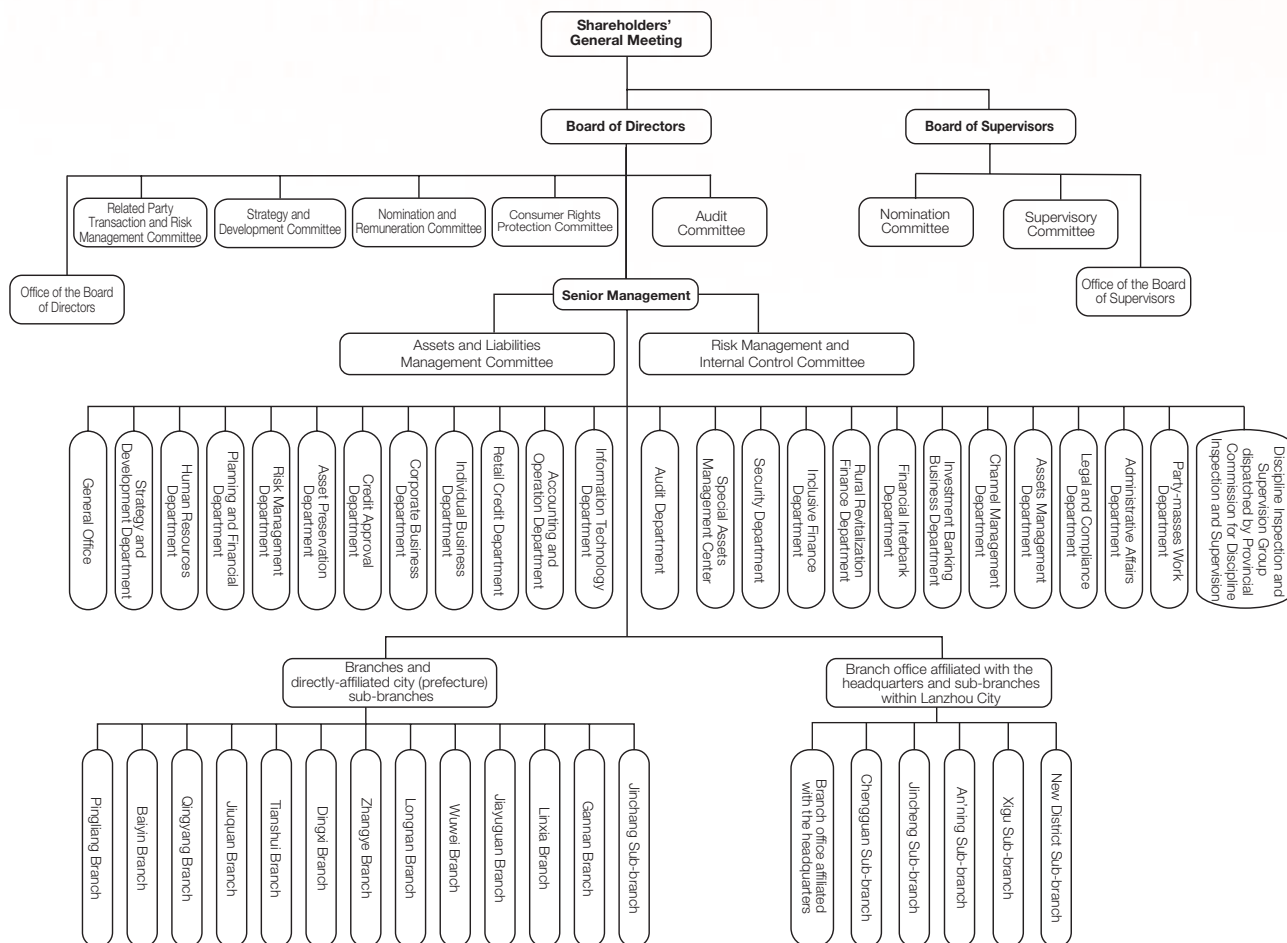 Shareholders'
General Meeting
Board of Directors
Board of Supervisors
Related Party
Transaction and Risk
Management Committee
Strategy and
Development Committee
Nomination and
Remuneration Committee
Consumer Rights
Protection Committee
Audit
Committee
Nomination
Committee
Supervisory
Committee
Office of the Board
of Directors
Office of the Board
of Supervisors
Senior Management
Assets and Liabilities
Management Committee
Risk Management and
Internal Control Committee
General Office
Strategy and
Development Department
Human Resources
Department
Planning and Financial
Department
Risk Management
Department
Asset Preservation
Department
Credit Approval
Department
Corporate Business
Department
Individual Business
Department
Retail Credit Department
Accounting and
Operation Department
Information Technology
Department
Audit Department
Special Assets
Management Center
Security Department
Inclusive Finance
Department
Rural Revitalization
Finance Department
Financial Interbank
Department
Investment Banking
Business Department
Channel Management
Department
Assets Management
Department
Legal and Compliance
Department
Administrative Affairs
Department
Party-masses Work
Department
Discipline Inspection and
Supervision Group
dispatched by Provincial
Commission for Discipline
Inspection and Supervision
Branches and
directly-affiliated city (prefecture)
sub-branches
Branch office affiliated with the
headquarters and sub-branches
within Lanzhou City
Pingliang Branch
Baiyin Branch
Qingyang Branch
Jiuquan Branch
Tianshui Branch
Dingxi Branch
Zhangye Branch
Longnan Branch
Wuwei Branch
Jiayuguan Branch
Linxia Branch
Gannan Branch
Jinchang Sub-branch
Branch office affiliated
with the headquarters
Chengguan Sub-branch
Jincheng Sub-branch
An'ning Sub-branch
Xigu Sub-branch
New District Sub-branch